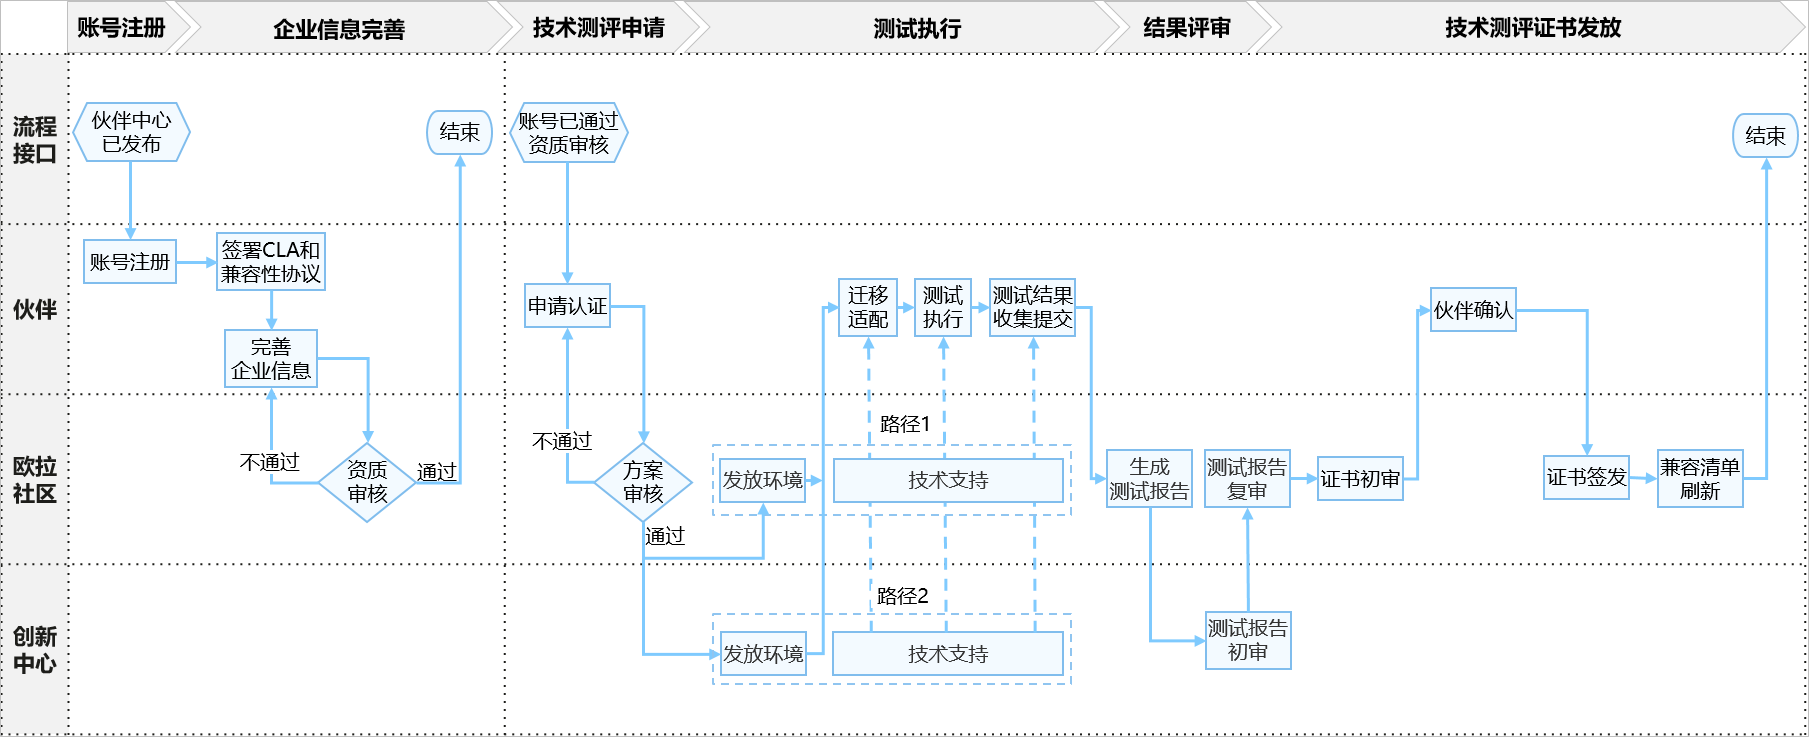 账号注册
企业信息完善
技术测评申请
测试执行
结果评审
技术测评证书发放
流程
接口
伙伴中心
已发布
结束
账号已通过
资质审核
结束
伙伴
账号注册
签署CLA和
兼容性协议
完善
企业信息
申请认证
迁移
适配
测试
执行
测试结果
收集提交
伙伴确认
欧拉
社区
不通过
资质
审核
通过
不通过
方案
审核
通过
路径1
发放环境
技术支持
生成
测试报告
测试报告
复审
证书初审
证书签发
兼容清单
刷新
创新
中心
路径2
发放环境
技术支持
测试报告
初审